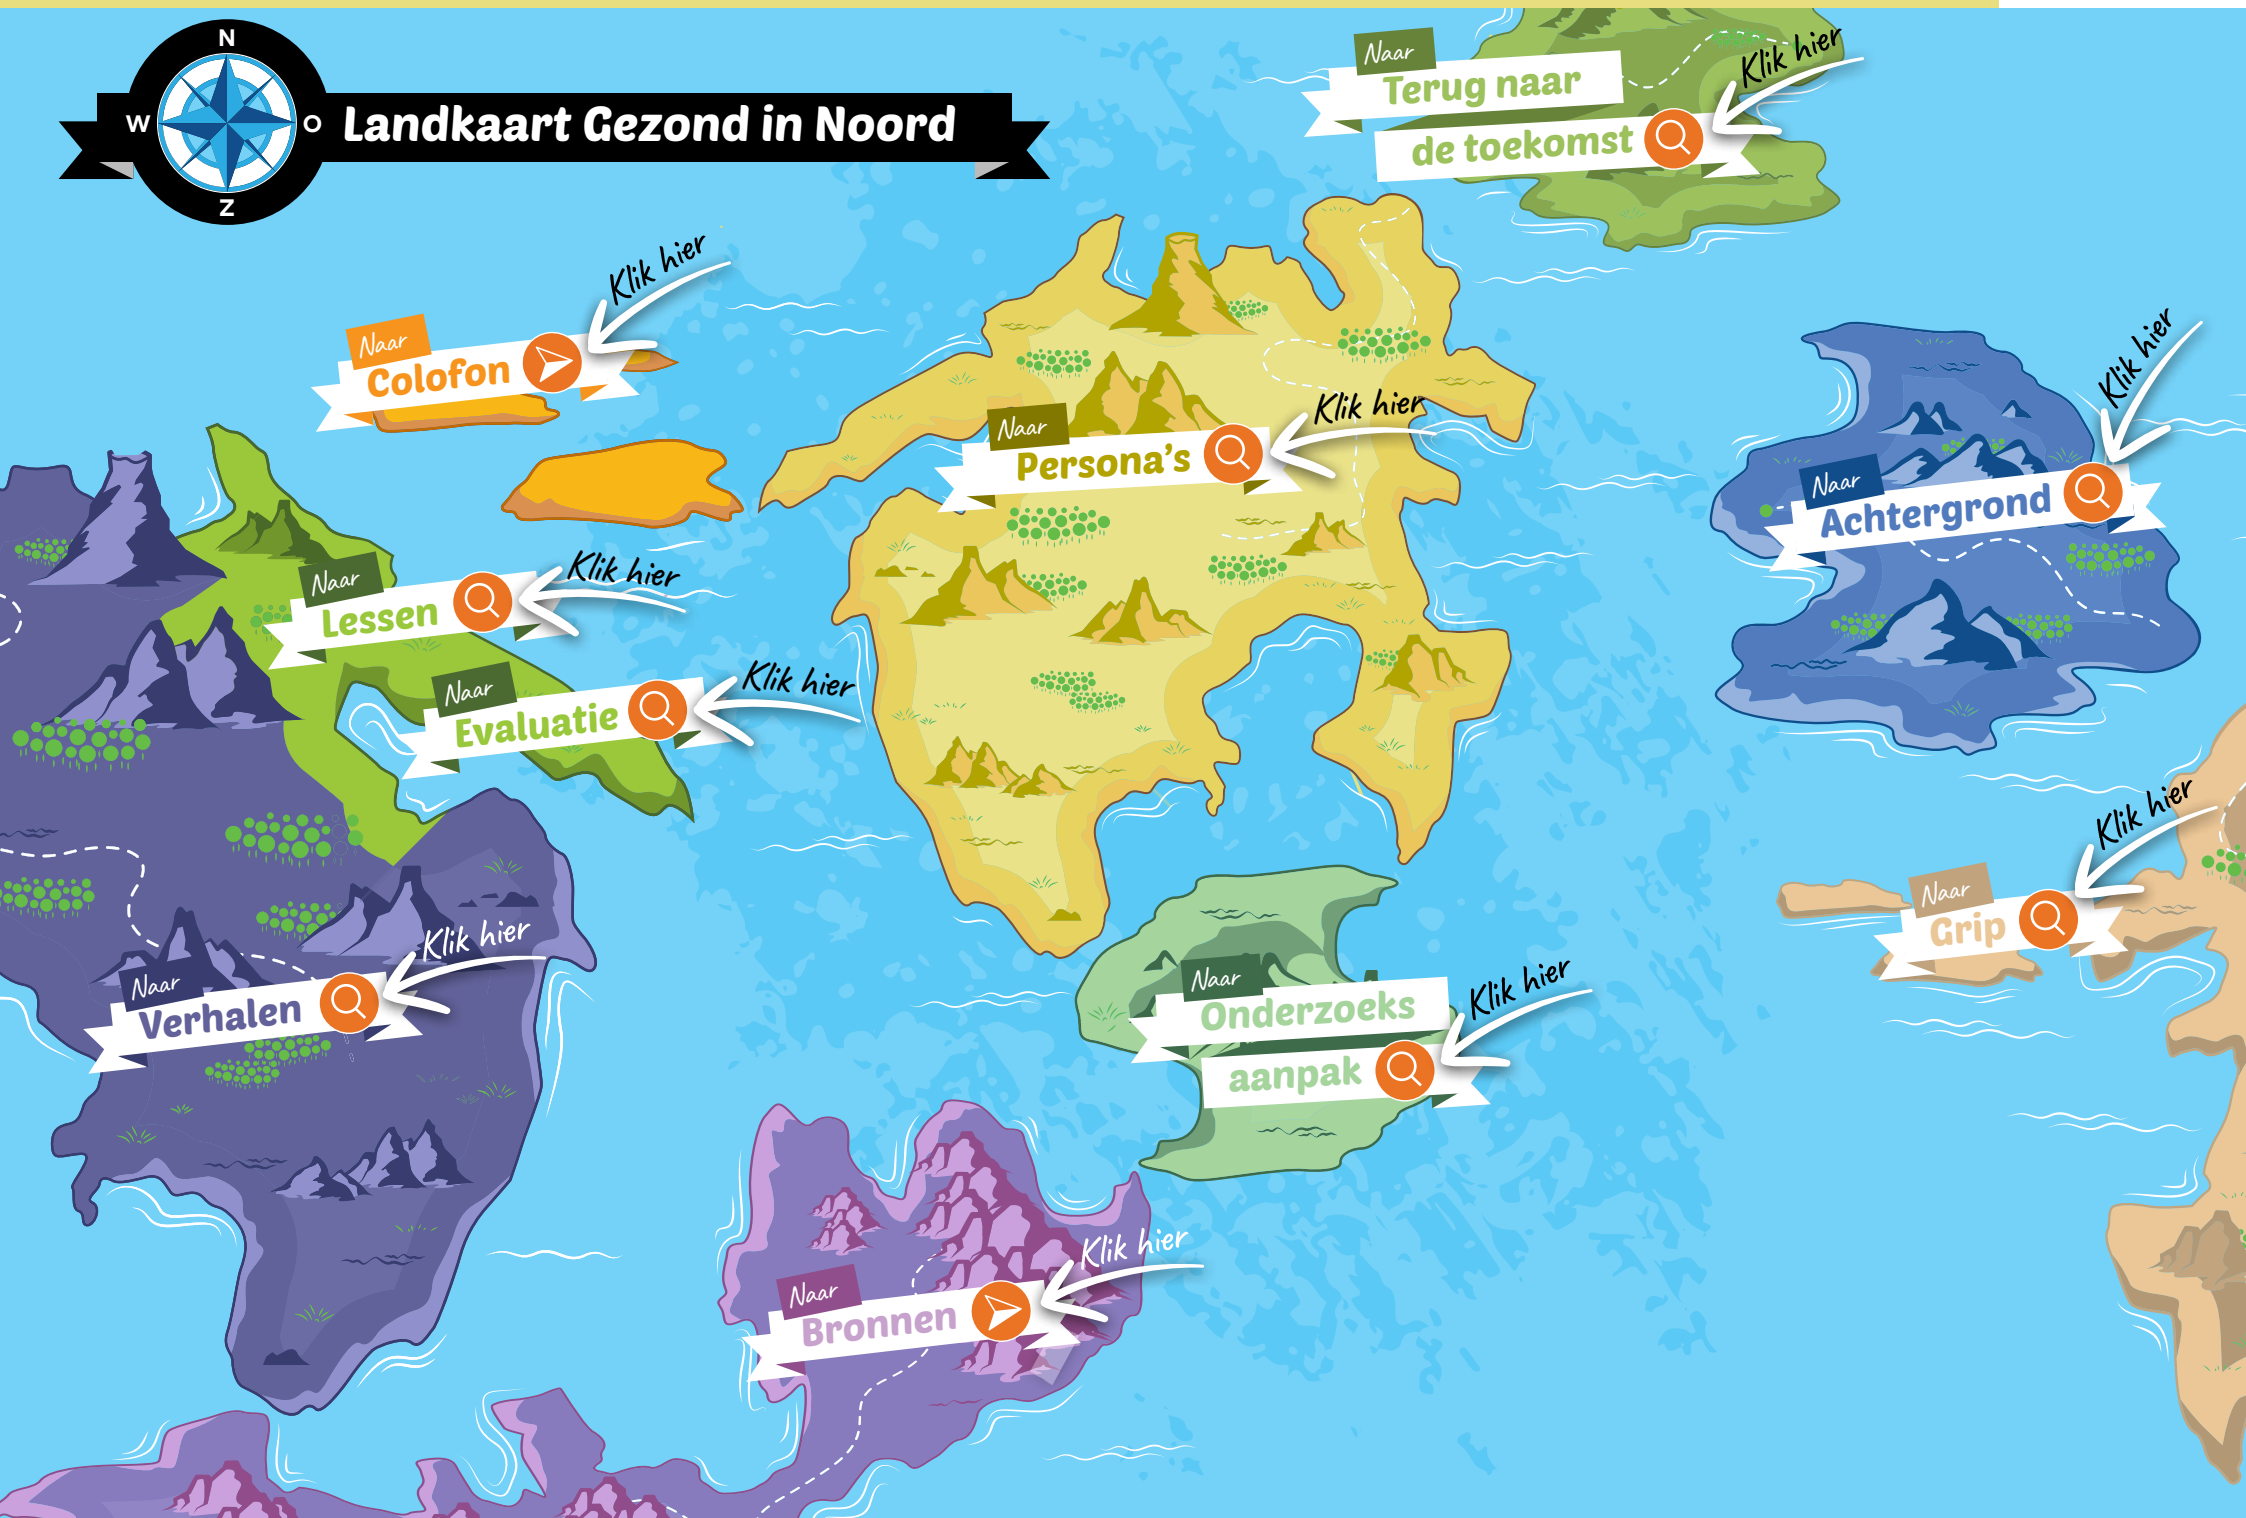 N
W
O
Z
Landkaart Gezond in Noord
Naar
Terug naar
de toekomst
Klik hier
Naar
Colofon
Klik hier
Naar
Persona's
Klik hier
Naar
Achtergrond
Klik hier
Naar
Lessen
Klik hier
Naar
Evaluatie
Klik hier
Naar
Grip
Klik hier
Naar
Verhalen
Klik hier
Naar
Onderzoeks
aanpak
Klik hier
Naar
Bronnen
Klik hier